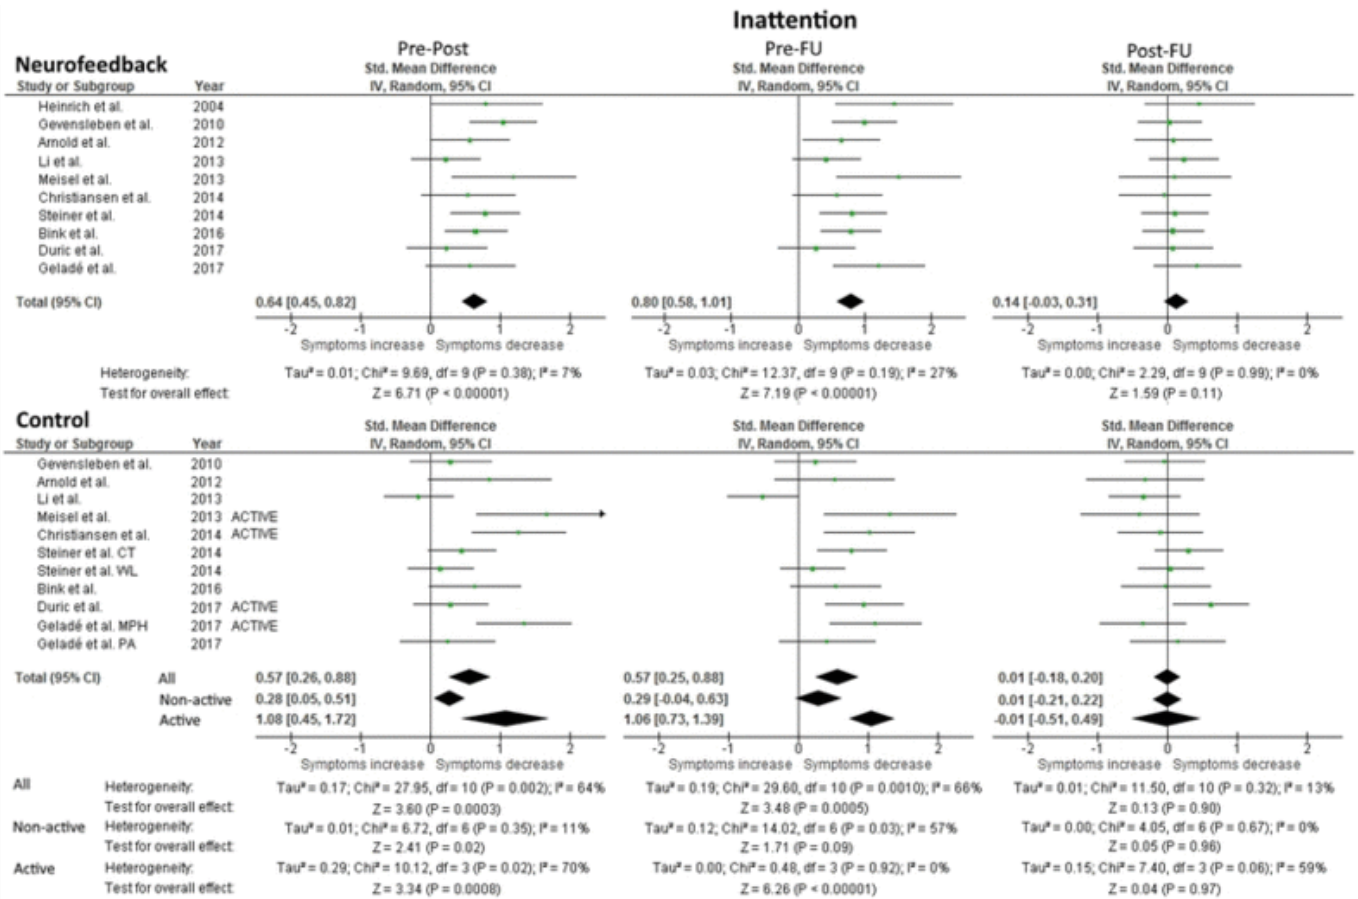 Inattention
Pre-Post Pre-FU Post-FU
Neurofeedback Std. Mean Difference Std. Mean Difference Std. Mean Difference
Study or Subgroup Year IV, Random, 95% CI IV, Random, 95% CI IV, Random, 95% CI
Heinrich et al. 2004
Gevensleben et al. 2010
Arnold et al. 2012
Li et al. 2013
Meisel et al. 2013
Christiansen et al. 2014
Steiner et al. 2014
Bink et al. 2016
Duric et al. 2017
Geladé et al. 2017
Total (95% CI) 0.64 [0.45, 0.82] 0.80 [0.58, 1.01] 0.14 [-0.03, 0.31]
-2 -1 0 1 2 -2 -1 0 1 2 -2 -1 0 1 2
Symptoms increase Symptoms decrease Symptoms increase Symptoms decrease Symptoms increase Symptoms decrease
Heterogeneity: Tau² = 0.01; Chi² = 9.69, df = 9 (P = 0.38); I² = 7% Tau² = 0.03; Chi² = 12.37, df = 9 (P = 0.19); I² = 27% Tau² = 0.00; Chi² = 2.29, df = 9 (P = 0.99); I² = 0%
Test for overall effect: Z = 6.71 (P < 0.00001) Z = 7.19 (P < 0.00001) Z = 1.59 (P = 0.11)
Control Std. Mean Difference Std. Mean Difference Std. Mean Difference
Study or Subgroup Year IV, Random, 95% CI IV, Random, 95% CI IV, Random, 95% CI
Gevensleben et al. 2010
Arnold et al. 2012
Li et al. 2013
Meisel et al. 2013 ACTIVE
Christiansen et al. 2014 ACTIVE
Steiner et al. CT 2014
Steiner et al. WL 2014
Bink et al. 2016
Duric et al. 2017 ACTIVE
Geladé et al. MPH 2017 ACTIVE
Geladé et al. PA 2017
Total (95% CI) All 0.57 [0.26, 0.88] 0.57 [0.25, 0.88] 0.01 [-0.18, 0.20]
Non-active 0.28 [0.05, 0.51] 0.29 [-0.04, 0.63] 0.01 [-0.21, 0.22]
Active 1.08 [0.45, 1.72] 1.06 [0.73, 1.39] -0.01 [-0.51, 0.49]
-2 -1 0 1 2 -2 -1 0 1 2 -2 -1 0 1 2
Symptoms increase Symptoms decrease Symptoms increase Symptoms decrease Symptoms increase Symptoms decrease
All Heterogeneity: Tau² = 0.17; Chi² = 27.95, df = 10 (P = 0.002); I² = 64% Tau² = 0.19; Chi² = 29.60, df = 10 (P = 0.0010); I² = 66% Tau² = 0.01; Chi² = 11.50, df = 10 (P = 0.32); I² = 13%
Test for overall effect: Z = 3.60 (P = 0.0003) Z = 3.48 (P = 0.0005) Z = 0.13 (P = 0.90)
Non-active Heterogeneity: Tau² = 0.01; Chi² = 6.72, df = 6 (P = 0.35); I² = 11% Tau² = 0.12; Chi² = 14.02, df = 6 (P = 0.03); I² = 57% Tau² = 0.00; Chi² = 4.05, df = 6 (P = 0.67); I² = 0%
Test for overall effect: Z = 2.41 (P = 0.02) Z = 1.71 (P = 0.09) Z = 0.05 (P = 0.96)
Active Heterogeneity: Tau² = 0.29; Chi² = 10.12, df = 3 (P = 0.02); I² = 70% Tau² = 0.00; Chi² = 0.48, df = 3 (P = 0.92); I² = 0% Tau² = 0.15; Chi² = 7.40, df = 3 (P = 0.06); I² = 59%
Test for overall effect: Z = 3.34 (P = 0.0008) Z = 6.26 (P < 0.00001) Z = 0.04 (P = 0.97)